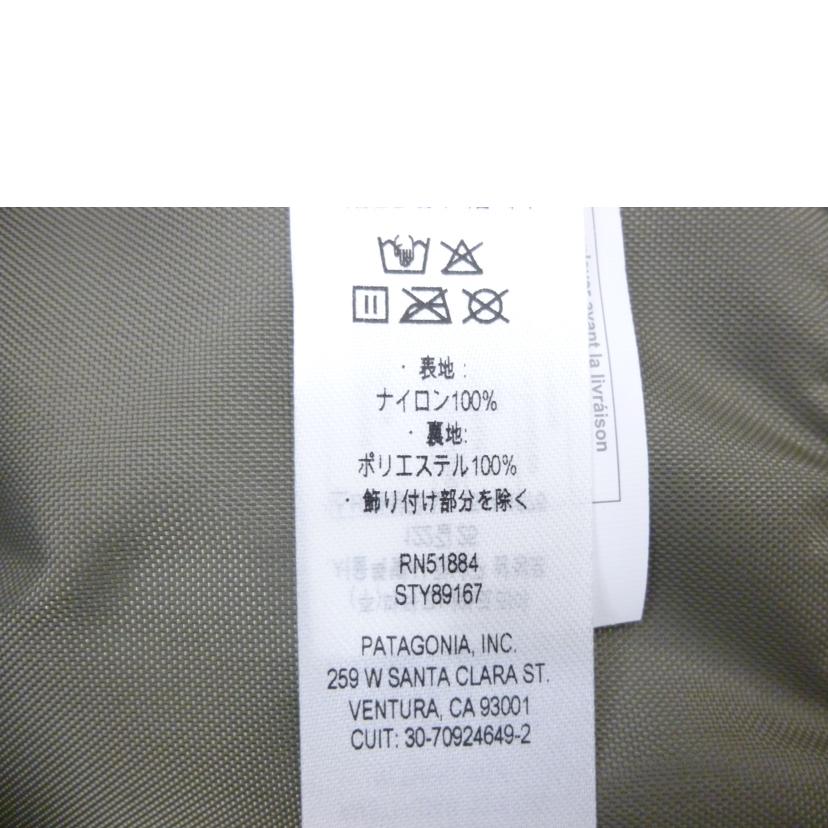 ・ 表地 :
ナイロン100%
・ 裏地:
ポリエステル100%
・ 飾り付け部分を除く
RN51884
STY89167
PATAGONIA, INC.
259 W SANTA CLARA ST.
VENTURA, CA 93001
CUIT: 30-70924649-2
avant la livráison